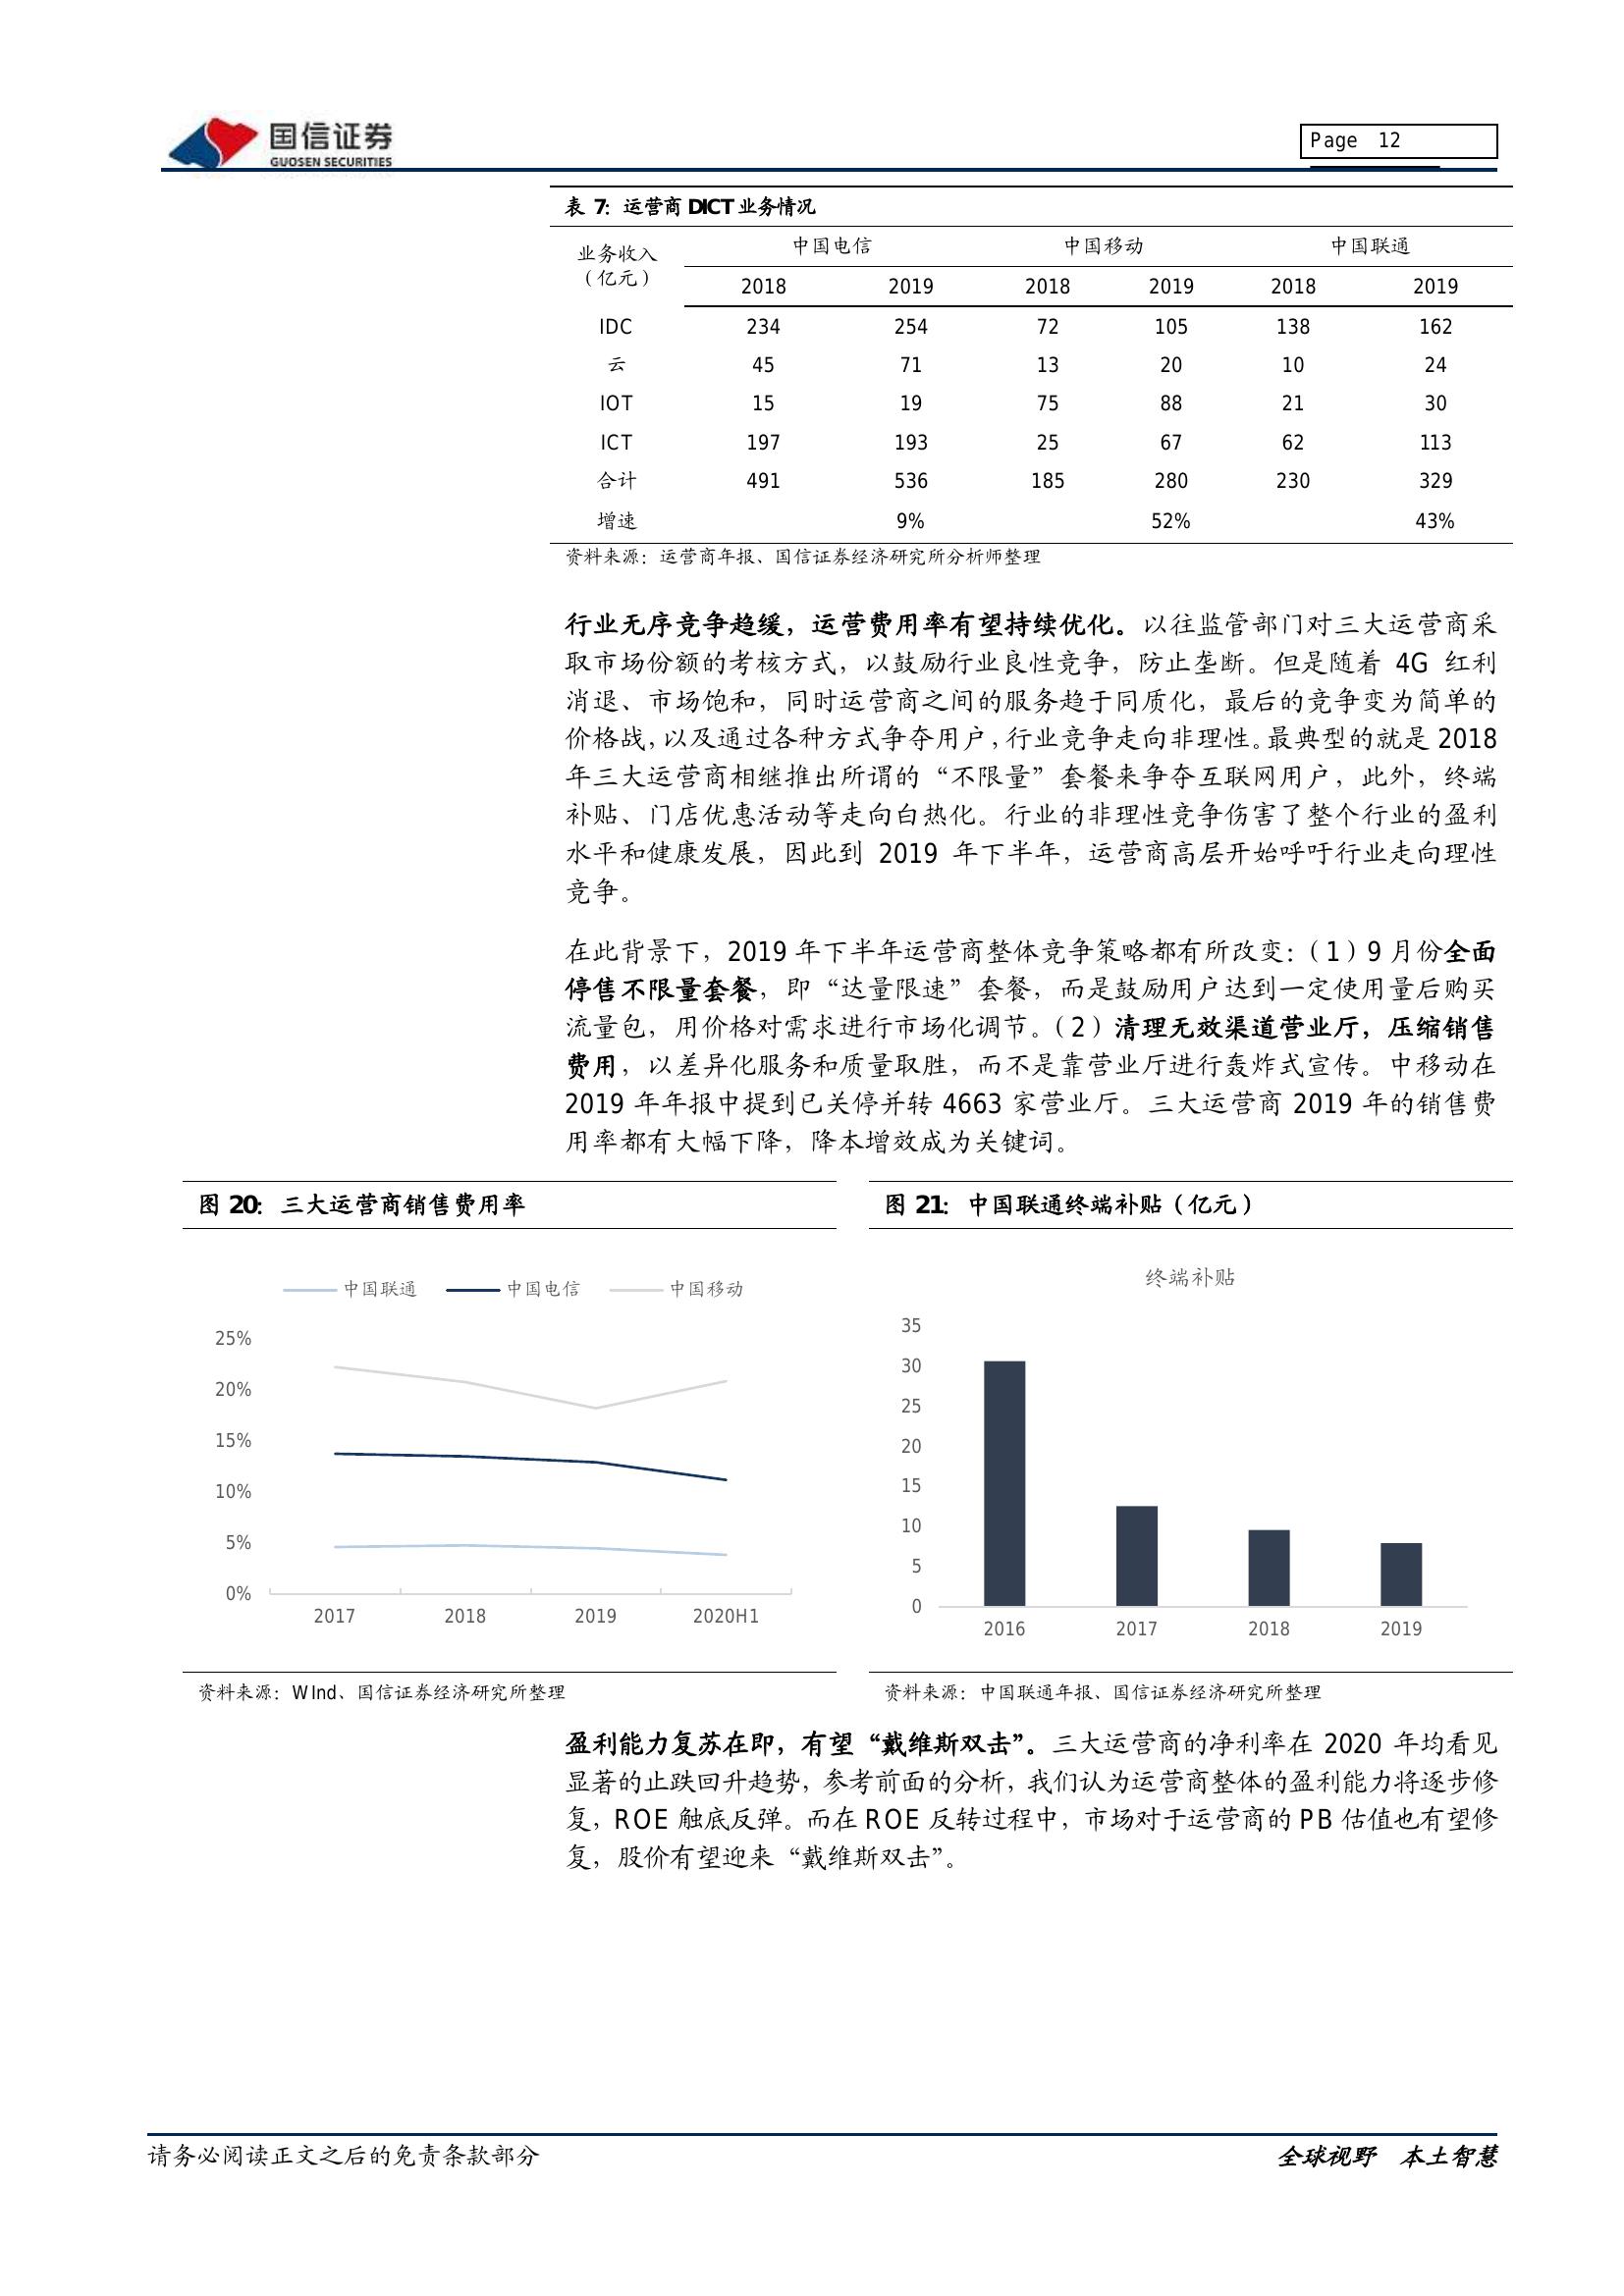 国信证券
GUOSEN SECURITIES
Page 12
表 7：运营商 DICT 业务情况
业务收入（亿元） 中国电信 中国移动 中国联通
2018 2019 2018 2019 2018 2019
IDC 234 254 72 105 138 162
云 45 71 13 20 10 24
IOT 15 19 75 88 21 30
ICT 197 193 25 67 62 113
合计 491 536 185 280 230 329
增速 9% 52% 43%
资料来源：运营商年报、国信证券经济研究所分析师整理
行业无序竞争趋缓，运营费用率有望持续优化。以往监管部门对三大运营商采
取市场份额的考核方式，以鼓励行业良性竞争，防止垄断。但是随着 4G 红利
消退、市场饱和，同时运营商之间的服务趋于同质化，最后的竞争变为简单的
价格战，以及通过各种方式争夺用户，行业竞争走向非理性。最典型的就是 2018
年三大运营商相继推出所谓的“不限量”套餐来争夺互联网用户，此外，终端
补贴、门店优惠活动等走向白热化。行业的非理性竞争伤害了整个行业的盈利
水平和健康发展，因此到 2019 年下半年，运营商高层开始呼吁行业走向理性
竞争。
在此背景下，2019 年下半年运营商整体竞争策略都有所改变：（1）9 月份全面
停售不限量套餐，即“达量限速”套餐，而是鼓励用户达到一定使用量后购买
流量包，用价格对需求进行市场化调节。（2）清理无效渠道营业厅，压缩销售
费用，以差异化服务和质量取胜，而不是靠营业厅进行轰炸式宣传。中移动在
2019 年年报中提到已关停并转 4663 家营业厅。三大运营商 2019 年的销售费
用率都有大幅下降，降本增效成为关键词。
图 20：三大运营商销售费用率
中国联通 中国电信 中国移动
25%
20%
15%
10%
5%
0%
2017 2018 2019 2020H1
资料来源：WInd、国信证券经济研究所整理
图 21：中国联通终端补贴（亿元）
终端补贴
35
30
25
20
15
10
5
0
2016 2017 2018 2019
资料来源：中国联通年报、国信证券经济研究所整理
盈利能力复苏在即，有望“戴维斯双击”。三大运营商的净利率在 2020 年均看见
显著的止跌回升趋势，参考前面的分析，我们认为运营商整体的盈利能力将逐步修
复，ROE 触底反弹。而在 ROE 反转过程中，市场对于运营商的 PB 估值也有望修
复，股价有望迎来“戴维斯双击”。
请务必阅读正文之后的免责条款部分
全球视野 本土智慧